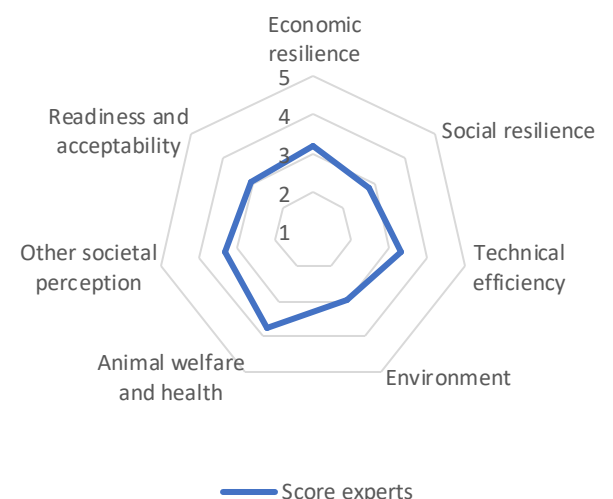 Economic
resilience
5
4
3
2
1
Readiness and
acceptability
Social resilience
Other societal
perception
Technical
efficiency
Animal welfare
and health
Environment
Score experts